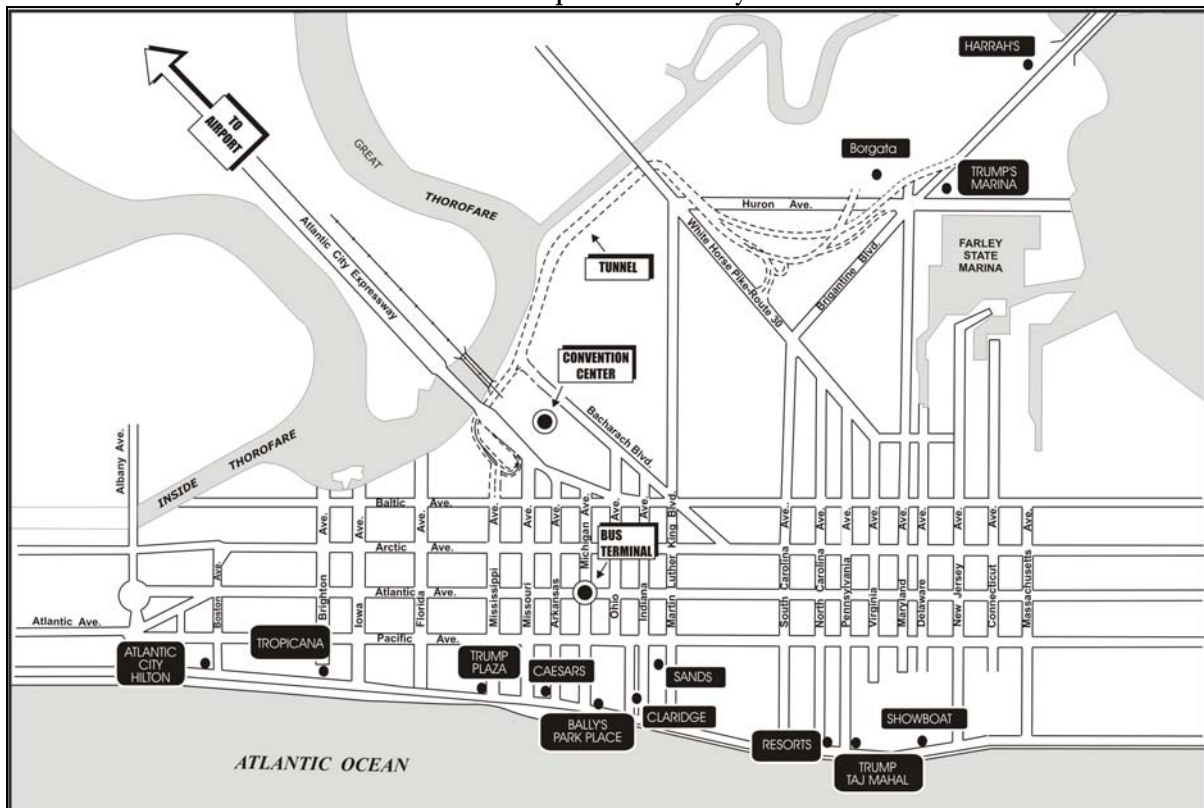 HARRAH'S
TO
AIRPORT
GREAT
THOROFARE
Borgata
TRUMP'S
MARINA
Huron Ave.
Atlantic City Expressway
TUNNEL
White Horse Pike-Route 30
Brigantine Blvd.
FARLEY
STATE
MARINA
CONVENTION
CENTER
Bacharach Blvd.
Albany Ave.
INSIDE THOROFARE
Baltic Ave.
Arctic Ave.
Atlantic Ave.
Pacific Ave.
Atlantic Ave.
BUS
TERMINAL
Boston Ave.
Brighton Ave.
Iowa Ave.
Florida Ave.
Mississippi Ave.
Missouri Ave.
Arkansas Ave.
Michigan Ave.
Ohio Ave.
Indiana Ave.
Martin Luther King Blvd.
South Carolina Ave.
North Carolina Ave.
Pennsylvania Ave.
Virginia Ave.
Maryland Ave.
Delaware Ave.
New Jersey Ave.
Connecticut Ave.
Massachusetts Ave.
ATLANTIC
CITY
HILTON
TROPICANA
TRUMP
PLAZA
CAESARS
BALLY'S
PARK PLACE
CLARIDGE
SANDS
RESORTS
TRUMP
TAJ MAHAL
SHOWBOAT
ATLANTIC OCEAN